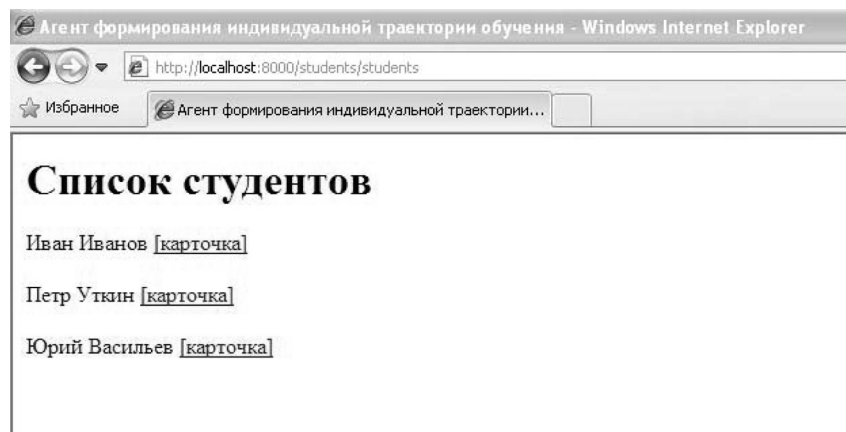 Агент формирования индивидуальной траектории обучения - Windows Internet Explorer
http://localhost:8000/students/students
Избранное
Агент формирования индивидуальной траектории...
Список студентов
Иван Иванов [карточка]
Петр Уткин [карточка]
Юрий Васильев [карточка]